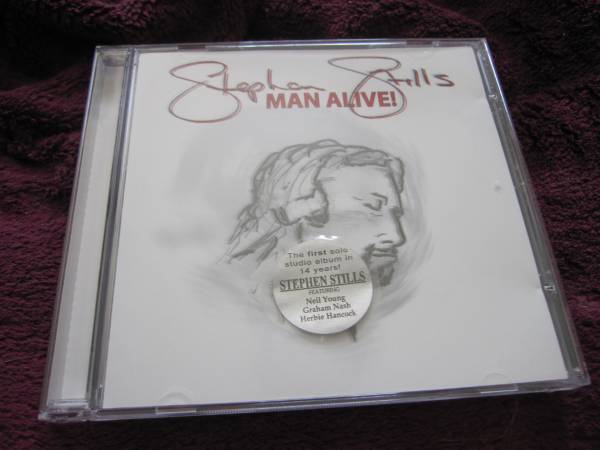 Stephen Stills
MAN ALIVE!
The first solo
studio album in
14 years!
STEPHEN STILLS
FEATURING
Neil Young
Graham Nash
Herbie Hancock